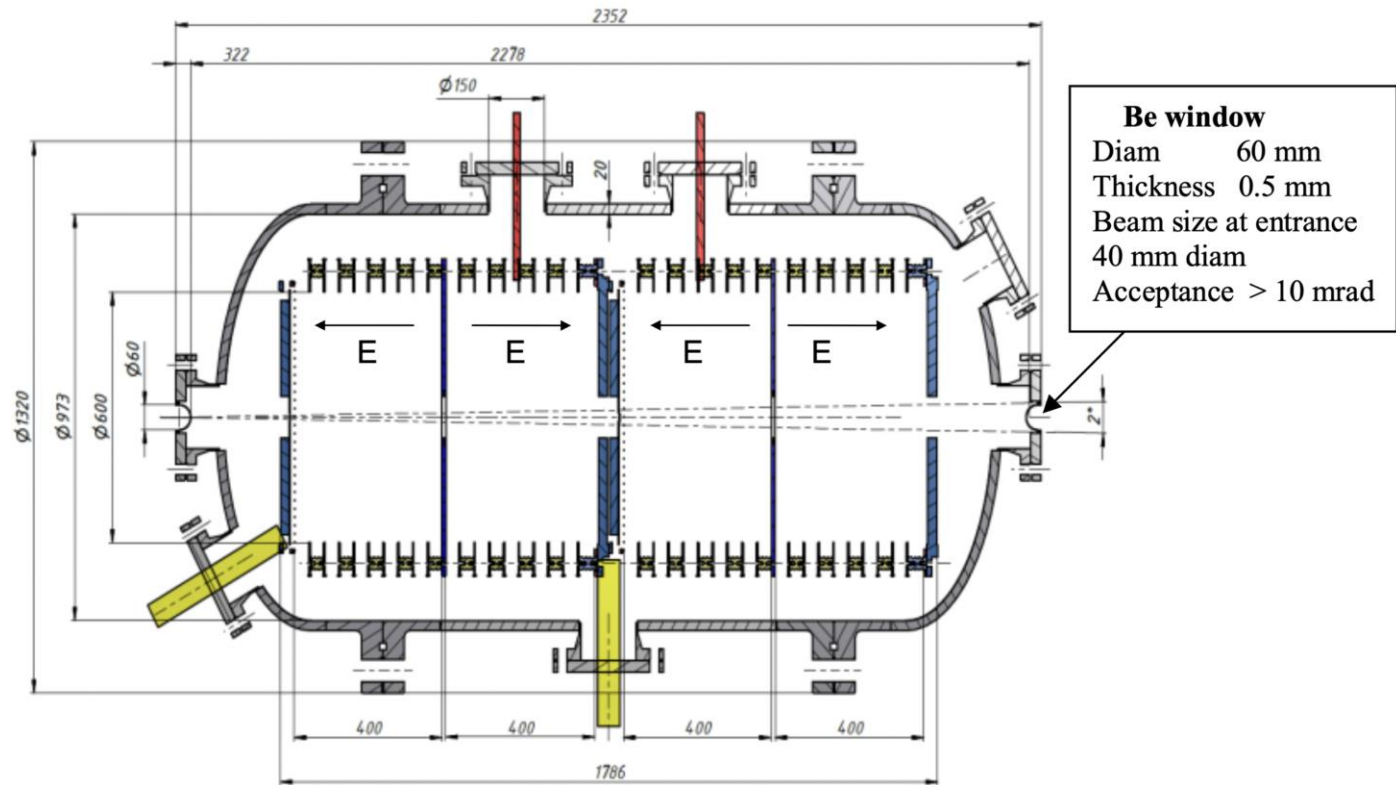 2352
322
2278
Ø150
Be window
Diam 60 mm
Thickness 0.5 mm
Beam size at entrance
40 mm diam
Acceptance > 10 mrad
20
E E E E
Ø60
2°
Ø1320
Ø973
Ø600
400 400 400 400
1786